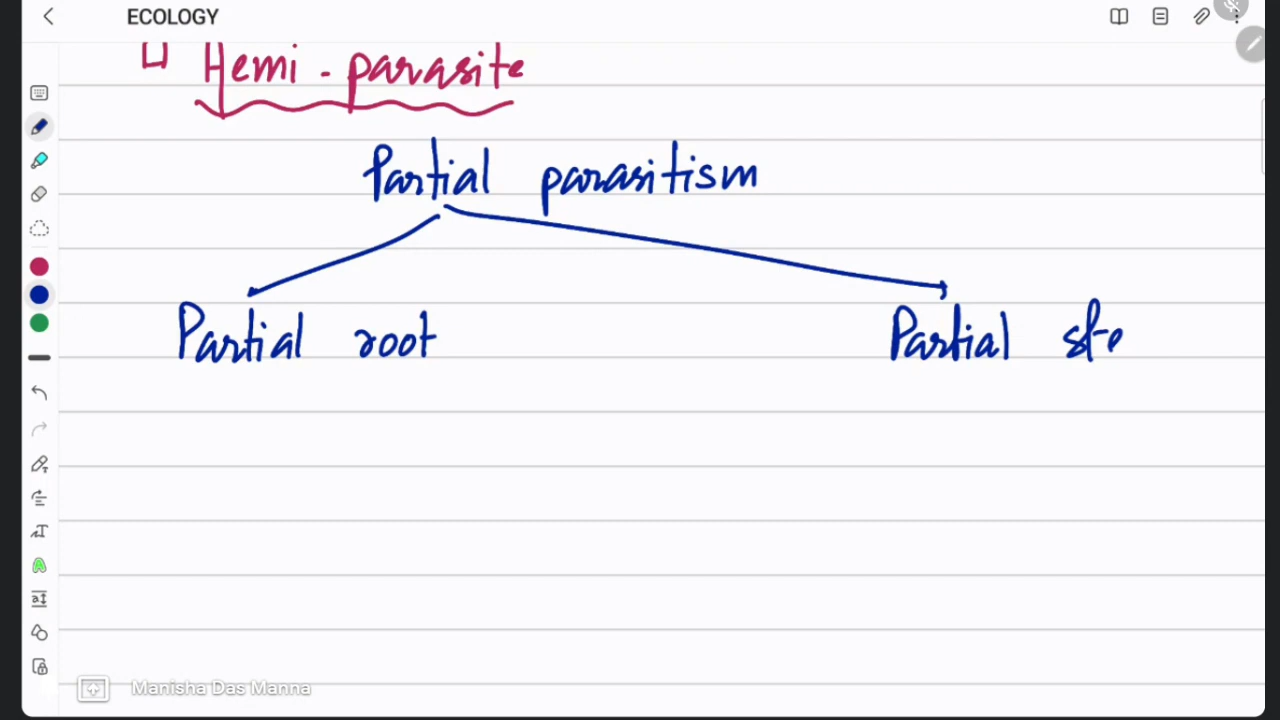 ECOLOGY
Hemi - parasite
Partial parasitism
Partial root
Partial ste
Manisha Das Manna